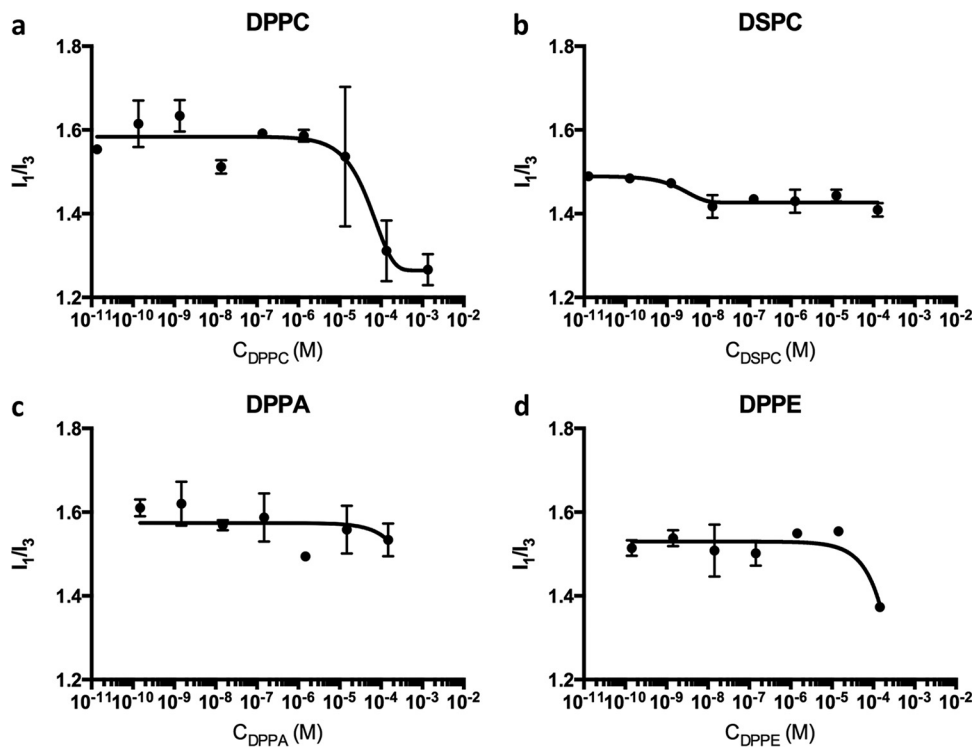 a
DPPC
1.8
1.6
1.4
1.2
I₁/I₃
10⁻¹¹ 10⁻¹⁰ 10⁻⁹ 10⁻⁸ 10⁻⁷ 10⁻⁶ 10⁻⁵ 10⁻⁴ 10⁻³ 10⁻²
C_DPPC (M)
b
DSPC
1.8
1.6
1.4
1.2
I₁/I₃
10⁻¹¹ 10⁻¹⁰ 10⁻⁹ 10⁻⁸ 10⁻⁷ 10⁻⁶ 10⁻⁵ 10⁻⁴ 10⁻³ 10⁻²
C_DSPC (M)
c
DPPA
1.8
1.6
1.4
1.2
I₁/I₃
10⁻¹¹ 10⁻¹⁰ 10⁻⁹ 10⁻⁸ 10⁻⁷ 10⁻⁶ 10⁻⁵ 10⁻⁴ 10⁻³ 10⁻²
C_DPPA (M)
d
DPPE
1.8
1.6
1.4
1.2
I₁/I₃
10⁻¹¹ 10⁻¹⁰ 10⁻⁹ 10⁻⁸ 10⁻⁷ 10⁻⁶ 10⁻⁵ 10⁻⁴ 10⁻³ 10⁻²
C_DPPE (M)